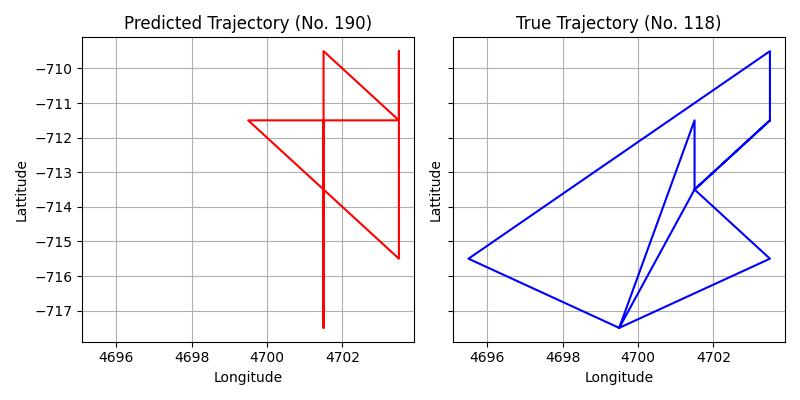 Predicted Trajectory (No. 190)
−710
−711
−712
−713
−714
−715
−716
−717
Lattitude
4696 4698 4700 4702
Longitude
True Trajectory (No. 118)
Lattitude
4696 4698 4700 4702
Longitude